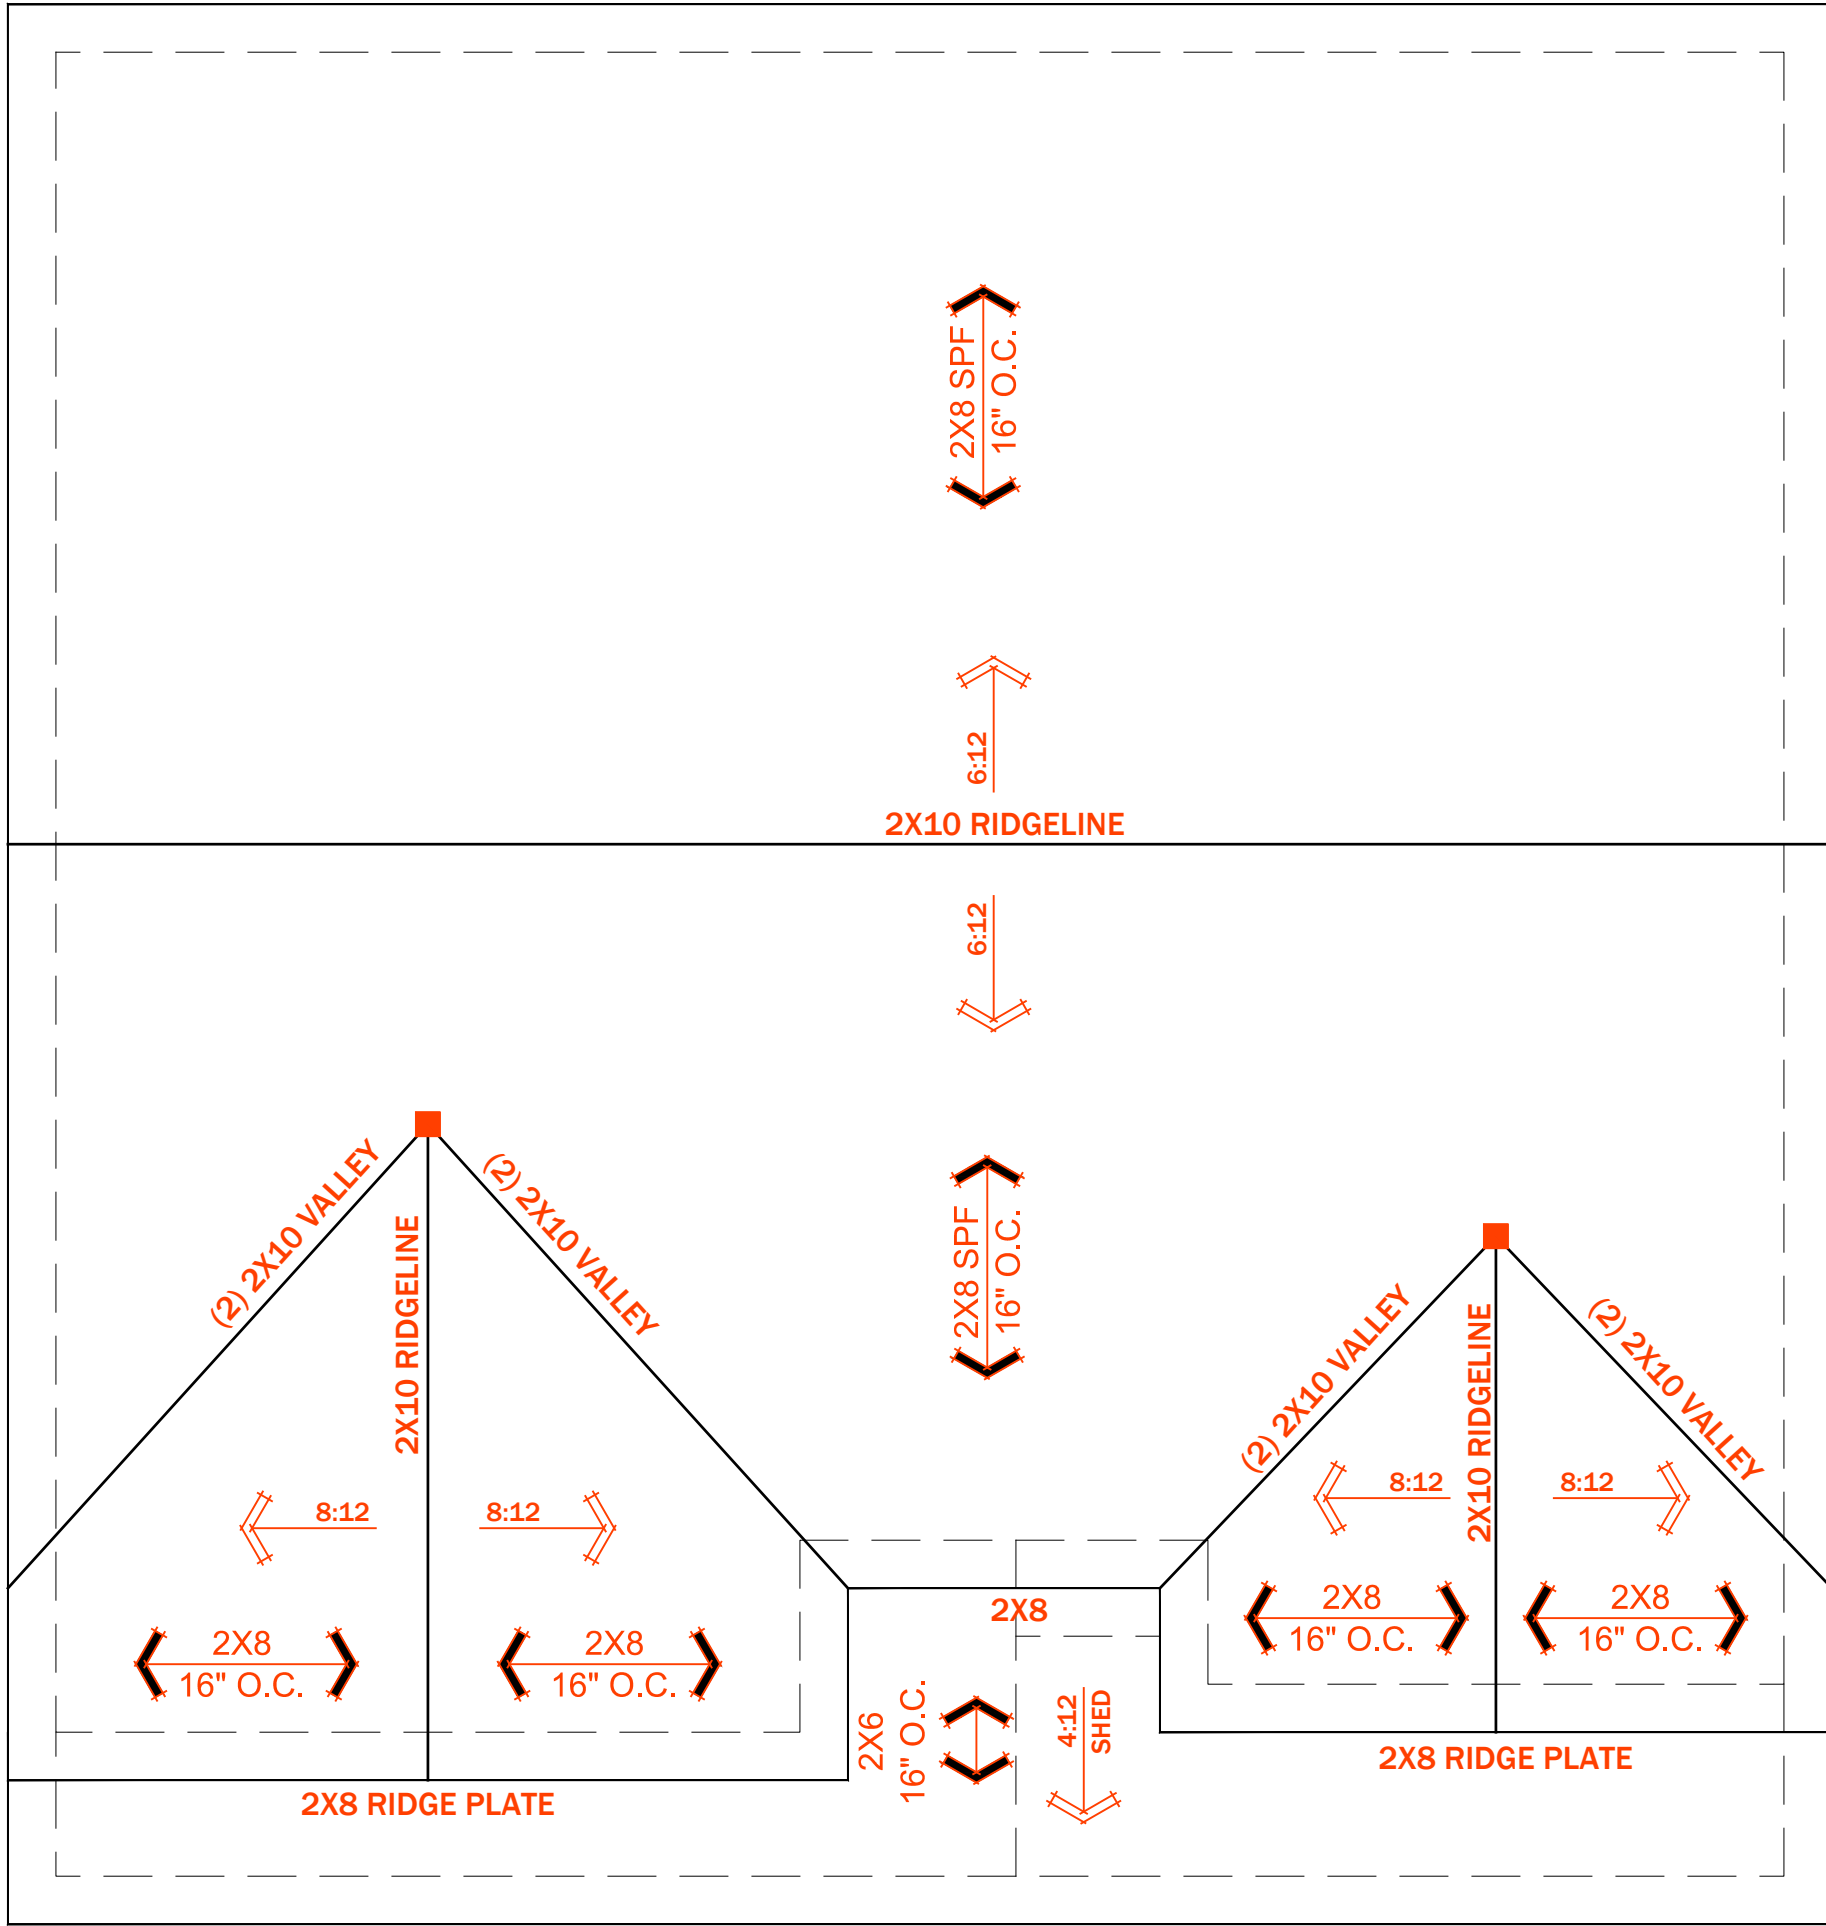 2X8 SPF
16" O.C.
6:12
2X10 RIDGELINE
6:12
(2) 2X10 VALLEY
(2) 2X10 VALLEY
2X10 RIDGELINE
2X8 SPF
16" O.C.
(2) 2X10 VALLEY
(2) 2X10 VALLEY
2X10 RIDGELINE
8:12
8:12
8:12
8:12
2X8
16" O.C.
2X8
16" O.C.
2X8
2X8
16" O.C.
2X8
16" O.C.
2X6
16" O.C.
4:12
SHED
2X8 RIDGE PLATE
2X8 RIDGE PLATE